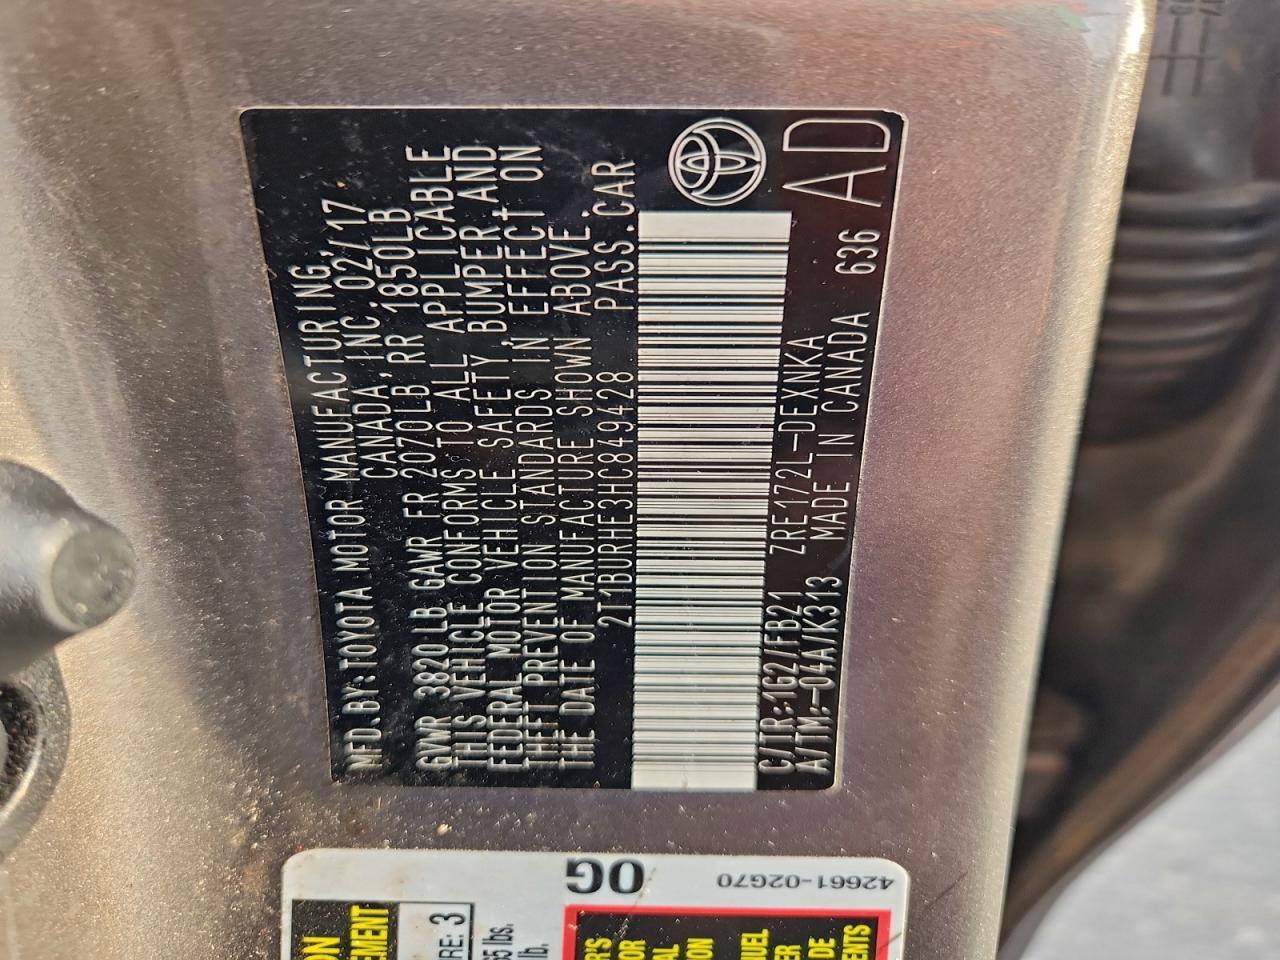 MFD.BY:TOYOTA MOTOR MANUFACTURING
CANADA,INC. 02/17
GVWR 3820LB GAWR FR 2070LB RR 1850LB
THIS VEHICLE CONFORMS TO ALL APPLICABLE
FEDERAL MOTOR VEHICLE SAFETY, BUMPER,AND
THEFT PREVENTION STANDARDS IN EFFECT ON
THE DATE OF MANUFACTURE SHOWN ABOVE.
2T1BURHE3HC849428 PASS.CAR
C/TR:1G2/FB21 ZRE172L-DEXNKA
A/TM:-04A/K313 MADE IN CANADA 636 AD
0G
42661-02G70